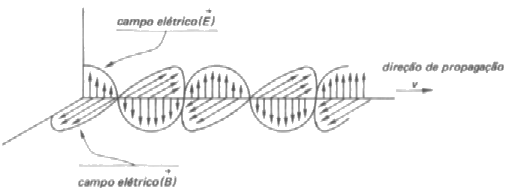 campo elétrico(E⃗)
direção de propagação
v
campo elétrico(B⃗)